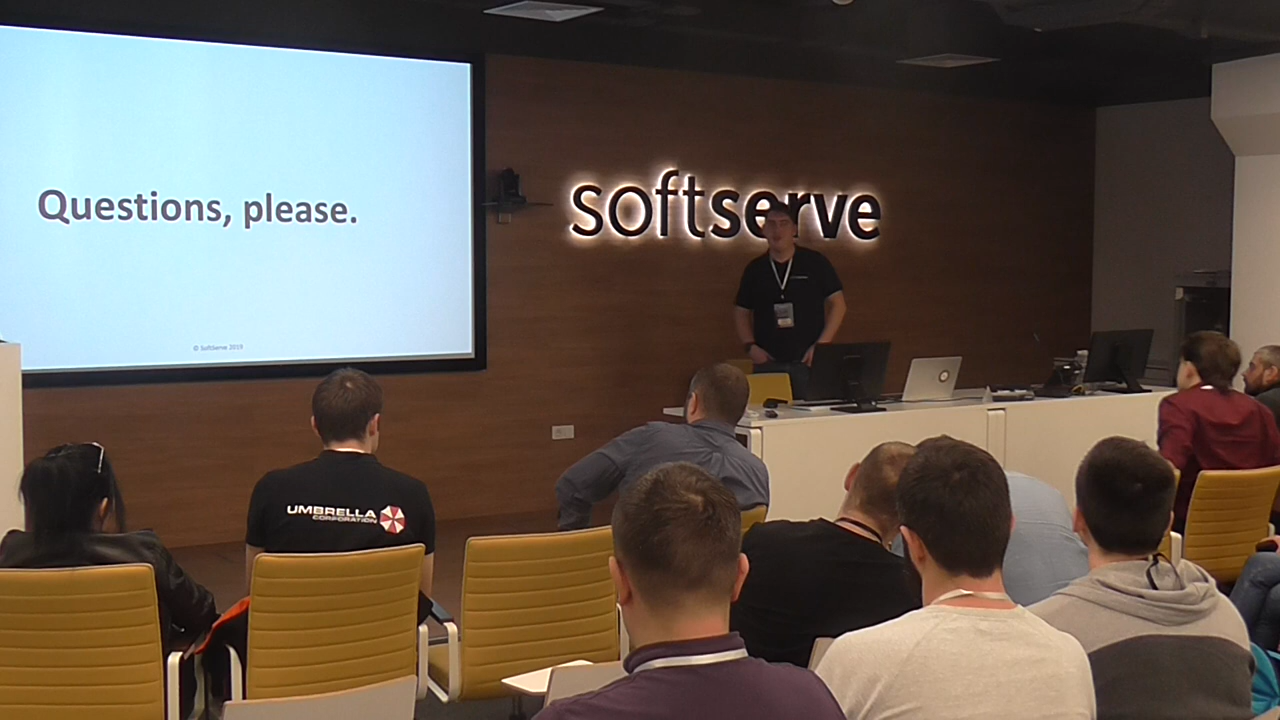 Questions, please.
© SoftServe 2019
softserve
UMBRELLA
CORPORATION